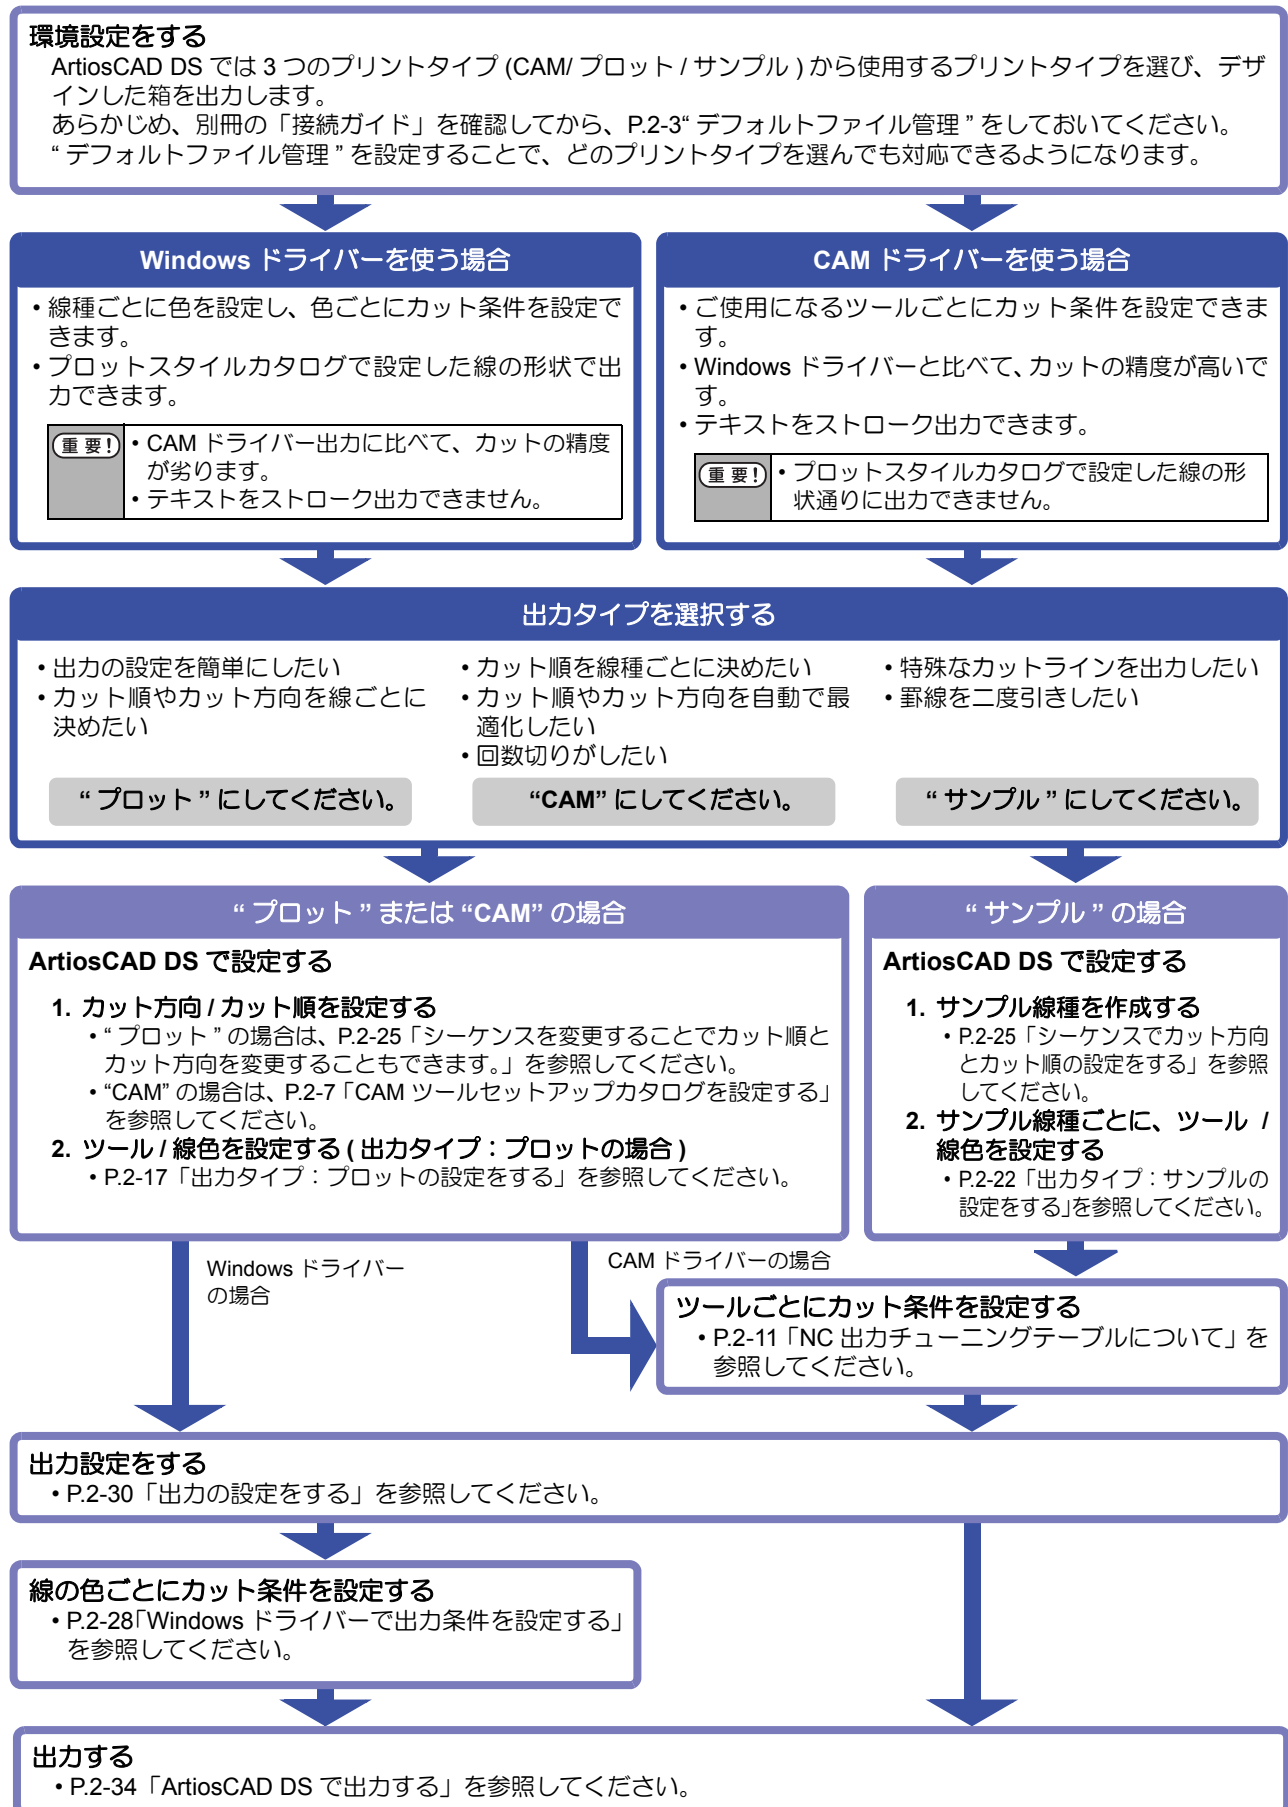 環境設定をする
ArtiosCAD DS では 3 つのプリントタイプ (CAM/ プロット / サンプル ) から使用するプリントタイプを選び、デザ
インした箱を出力します。
あらかじめ、別冊の「接続ガイド」を確認してから、P.2-3“ デフォルトファイル管理 ” をしておいてください。
“ デフォルトファイル管理 ” を設定することで、どのプリントタイプを選んでも対応できるようになります。
Windows ドライバーを使う場合
・線種ごとに色を設定し、色ごとにカット条件を設定で
きます。
・プロットスタイルカタログで設定した線の形状で出
力できます。
重 要!
・CAM ドライバー出力に比べて、カットの精度
が劣ります。
・テキストをストローク出力できません。
CAM ドライバーを使う場合
・ご使用になるツールごとにカット条件を設定できま
す。
・Windows ドライバーと比べて、カットの精度が高いで
す。
・テキストをストローク出力できます。
重 要!
・プロットスタイルカタログで設定した線の形
状通りに出力できません。
出力タイプを選択する
・出力の設定を簡単にしたい
・カット順やカット方向を線ごとに
決めたい
“ プロット ” にしてください。
・カット順を線種ごとに決めたい
・カット順やカット方向を自動で最
適化したい
・回数切りがしたい
“CAM” にしてください。
・特殊なカットラインを出力したい
・罫線を二度引きしたい
“ サンプル ” にしてください。
“ プロット ” または “CAM” の場合
ArtiosCAD DS で設定する
1. カット方向 / カット順を設定する
・“ プロット ” の場合は、P.2-25「シーケンスを変更することでカット順と
カット方向を変更することもできます。」を参照してください。
・“CAM” の場合は、P.2-7「CAM ツールセットアップカタログを設定する」
を参照してください。
2. ツール / 線色を設定する ( 出力タイプ：プロットの場合 )
・P.2-17「出力タイプ：プロットの設定をする」を参照してください。
“ サンプル ” の場合
ArtiosCAD DS で設定する
1. サンプル線種を作成する
・P.2-25「シーケンスでカット方向
とカット順の設定をする」を参照
してください。
2. サンプル線種ごとに、ツール /
線色を設定する
・P.2-22「出力タイプ：サンプルの
設定をする」を参照してください。
Windows ドライバー
の場合
CAM ドライバーの場合
ツールごとにカット条件を設定する
・P.2-11「NC 出力チューニングテーブルについて」を
参照してください。
出力設定をする
・P.2-30「出力の設定をする」を参照してください。
線の色ごとにカット条件を設定する
・P.2-28「Windows ドライバーで出力条件を設定する」
を参照してください。
出力する
・P.2-34「ArtiosCAD DS で出力する」を参照してください。